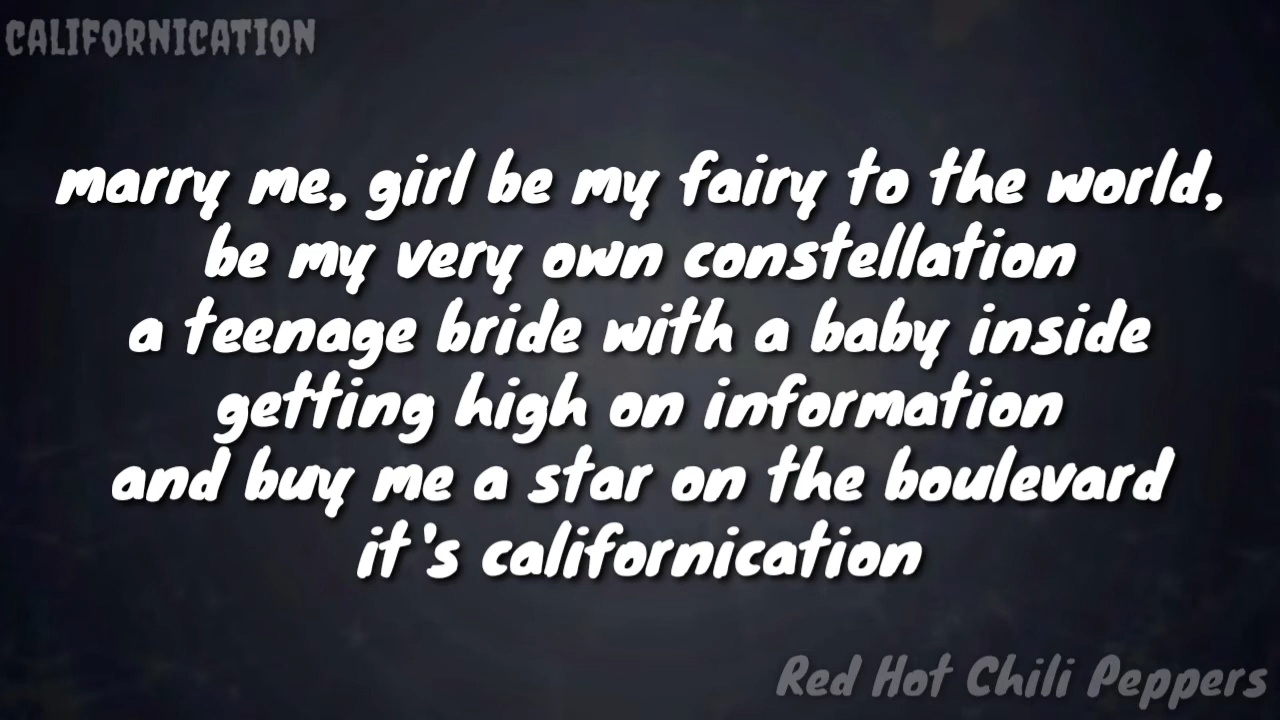 CALIFORNICATION
marry me, girl be my fairy to the world,
be my very own constellation
a teenage bride with a baby inside
getting high on information
and buy me a star on the boulevard
it's californication
Red Hot Chili Peppers